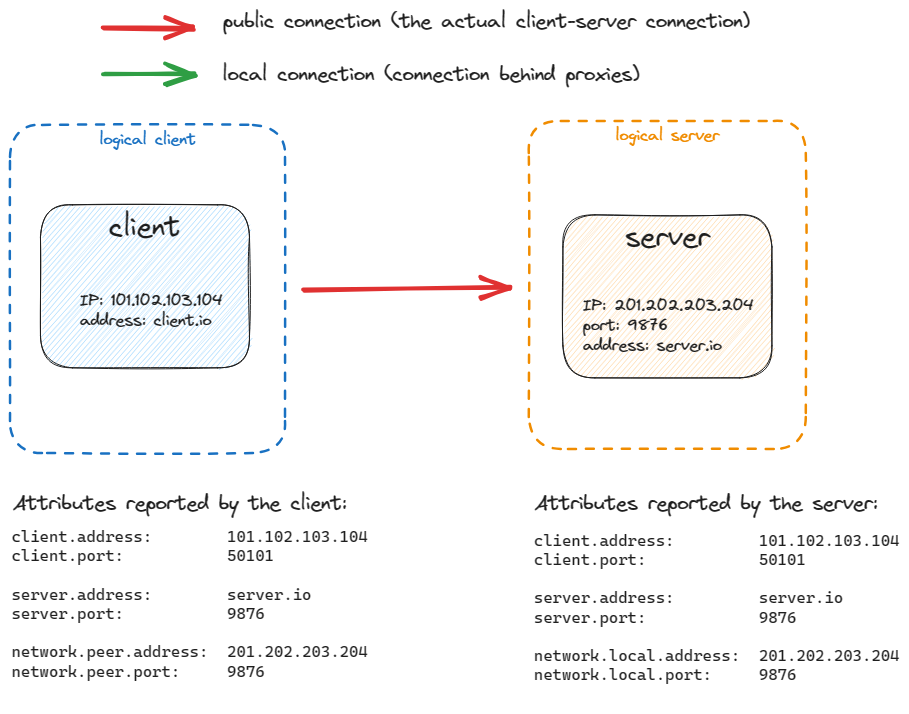 public connection (the actual client-server connection)
local connection (connection behind proxies)
logical client
client
IP: 101.102.103.104
address: client.io
logical server
server
IP: 201.202.203.204
port: 9876
address: server.io
Attributes reported by the client:
client.address: 101.102.103.104
client.port: 50101
server.address: server.io
server.port: 9876
network.peer.address: 201.202.203.204
network.peer.port: 9876
Attributes reported by the server:
client.address: 101.102.103.104
client.port: 50101
server.address: server.io
server.port: 9876
network.local.address: 201.202.203.204
network.local.port: 9876